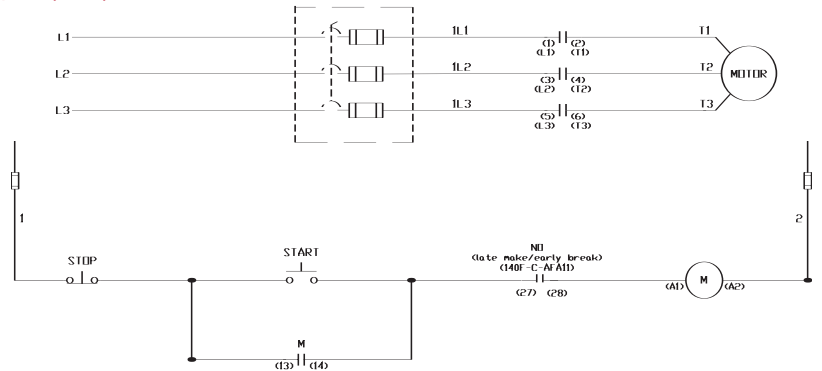 L1
1L1
(1) (2)
(L1) (T1)
T1
L2
1L2
(3) (4)
(L2) (T2)
T2
MOTOR
L3
1L3
(5) (6)
(L3) (T3)
T3
1
2
STOP
START
NO
(late make/early break)
(140F-C-AFA11)
(27) (28)
(A1)
M
(A2)
M
(13) (14)